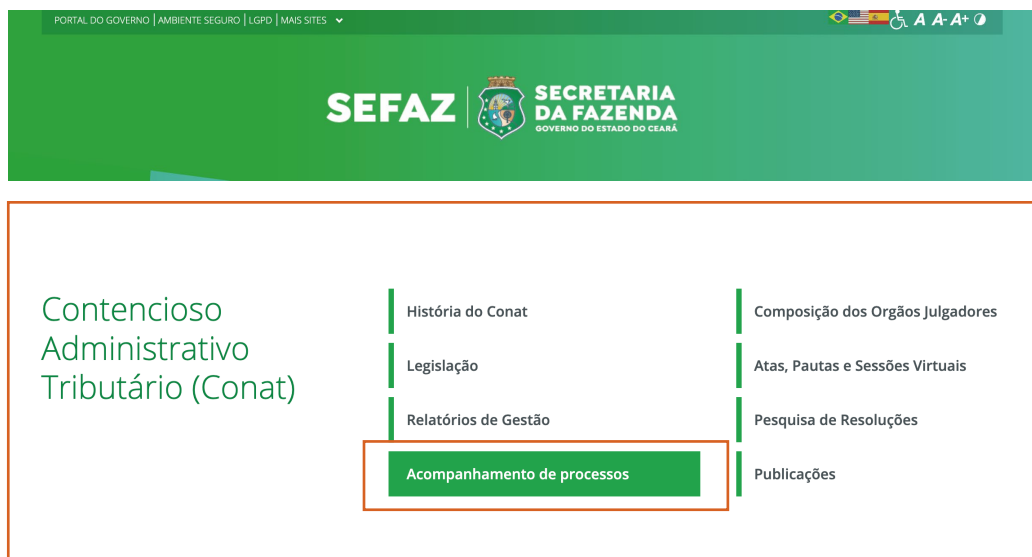 PORTAL DO GOVERNO | AMBIENTE SEGURO | LGPD | MAIS SITES
A A- A+
SEFAZ
SECRETARIA
DA FAZENDA
GOVERNO DO ESTADO DO CEARÁ
Contencioso
Administrativo
Tributário (Conat)
História do Conat
Legislação
Relatórios de Gestão
Acompanhamento de processos
Composição dos Orgãos Julgadores
Atas, Pautas e Sessões Virtuais
Pesquisa de Resoluções
Publicações